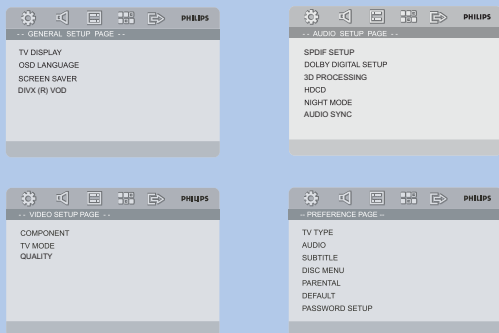 PHILIPS
- - GENERAL SETUP PAGE - -
TV DISPLAY
OSD LANGUAGE
SCREEN SAVER
DIVX (R) VOD
PHILIPS
- - AUDIO SETUP PAGE - -
SPDIF SETUP
DOLBY DIGITAL SETUP
3D PROCESSING
HDCD
NIGHT MODE
AUDIO SYNC
PHILIPS
- - VIDEO SETUP PAGE - -
COMPONENT
TV MODE
QUALITY
PHILIPS
-- PREFERENCE PAGE --
TV TYPE
AUDIO
SUBTITLE
DISC MENU
PARENTAL
DEFAULT
PASSWORD SETUP